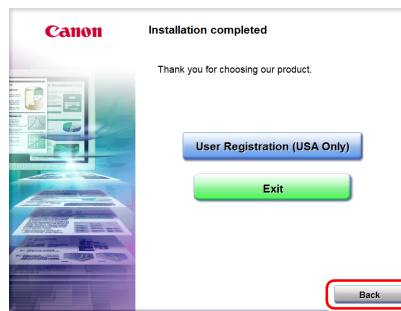 Canon
Installation completed
Thank you for choosing our product.
User Registration (USA Only)
Exit
Back